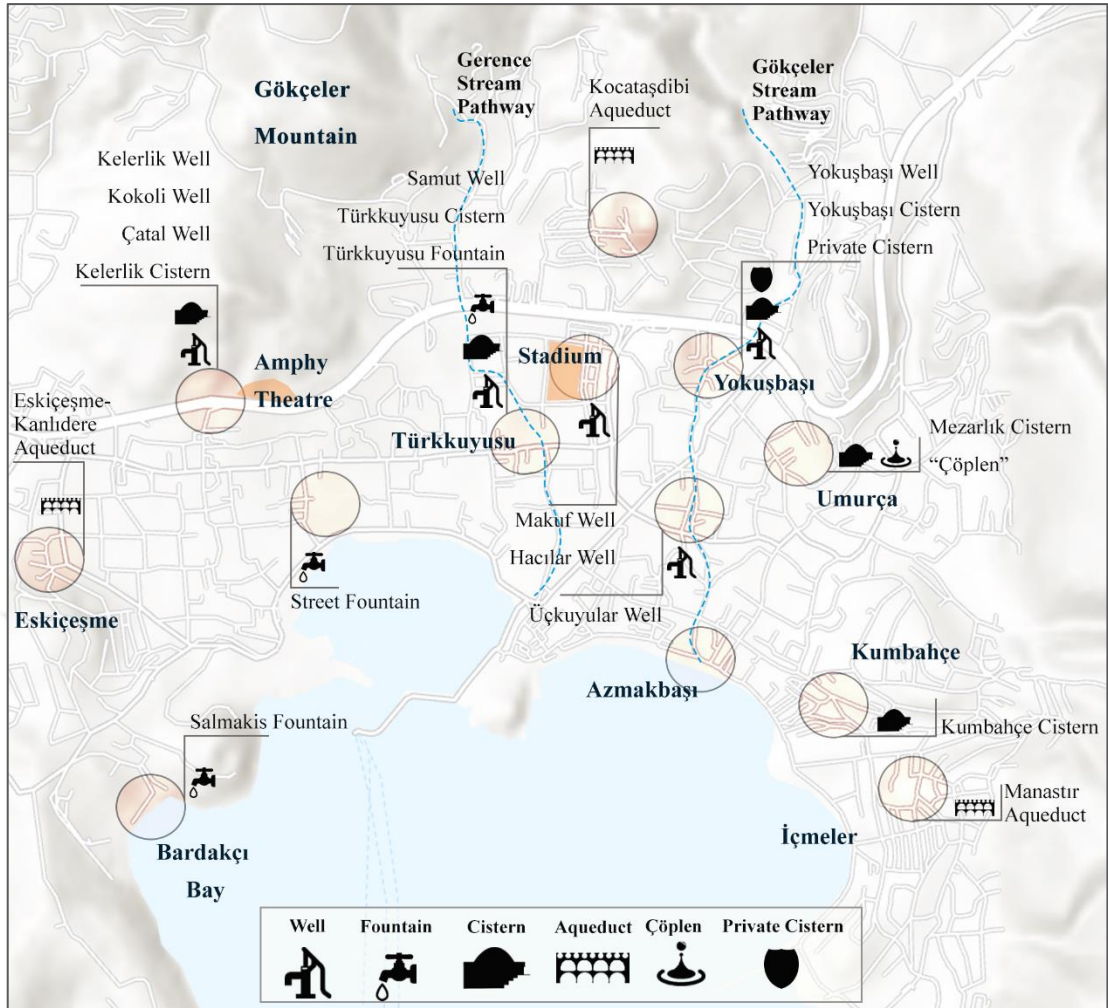 Gökçeler
Mountain
Gerence
Stream
Pathway
Kocataşdibi
Aqueduct
Gökçeler
Stream
Pathway
Kelerlik Well
Kokoli Well
Çatal Well
Kelerlik Cistern
Samut Well
Türkkuyusu Cistern
Türkkuyusu Fountain
Yokuşbaşı Well
Yokuşbaşı Cistern
Private Cistern
Amphy
Theatre
Stadium
Yokuşbaşı
Eskiçeşme-
Kanlıdere
Aqueduct
Türkkuyusu
Mezarlık Cistern
“Çöplen”
Umurça
Makuf Well
Hacılar Well
Street Fountain
Üçkuyular Well
Eskiçeşme
Kumbahçe
Azmakbaşı
Salmakis Fountain
Kumbahçe Cistern
Manastır
Aqueduct
İçmeler
Bardakçı
Bay
Well
Fountain
Cistern
Aqueduct
Çöplen
Private Cistern